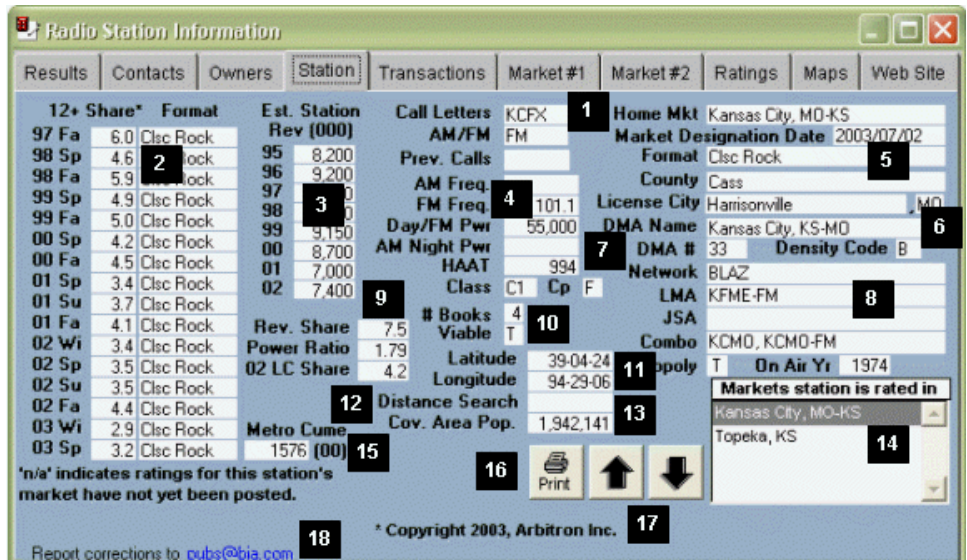 Radio Station Information
Results Contacts Owners Station Transactions Market #1 Market #2 Ratings Maps Web Site
12+ Share* Format
97 Fa 6.0 Clsc Rock
98 Sp 4.6 Rock
98 Fa 5.9 Rock
99 Sp 4.9 Clsc Rock
99 Fa 5.0 Clsc Rock
00 Sp 4.2 Clsc Rock
00 Fa 4.5 Clsc Rock
01 Sp 3.4 Clsc Rock
01 Su 3.7 Clsc Rock
01 Fa 4.1 Clsc Rock
02 Wi 3.4 Clsc Rock
02 Sp 3.5 Clsc Rock
02 Su 3.5 Clsc Rock
02 Fa 4.4 Clsc Rock
03 Wi 2.9 Clsc Rock
03 Sp 3.2 Clsc Rock
2
'n/a' indicates ratings for this station's
market have not yet been posted.
Est. Station
Rev (000)
95 8,200
96 9,200
97
98
99 9,150
00 8,700
01 7,000
02 7,400
3
9
Rev. Share 7.5
Power Ratio 1.79
02 LC Share 4.2
12
Metro Cume
1576 (00) 15
Call Letters KCFX 1
AM/FM FM
Prev. Calls
AM Freq.
FM Freq. 4 101.1
Day/FM Pwr 55,000
AM Night Pwr 7
HAAT 994
Class C1 Cp F
# Books 4
Viable T 10
Latitude 39-04-24
Longitude 94-29-06
11
Distance Search
Cov. Area Pop. 1,942,141
13
16 Print
Home Mkt Kansas City, MO-KS
Market Designation Date 2003/07/02
Format Clsc Rock 5
County Cass
License City Harrisonville , MO
DMA Name Kansas City, KS-MO 6
DMA # 33 Density Code B
Network BLAZ
LMA KFME-FM 8
JSA
Combo KCMO, KCMO-FM
T On Air Yr 1974
Markets station is rated in
Kansas City, MO-KS
Topeka, KS 14
* Copyright 2003, Arbitron Inc. 17
18
Report corrections to pubs@bia.com